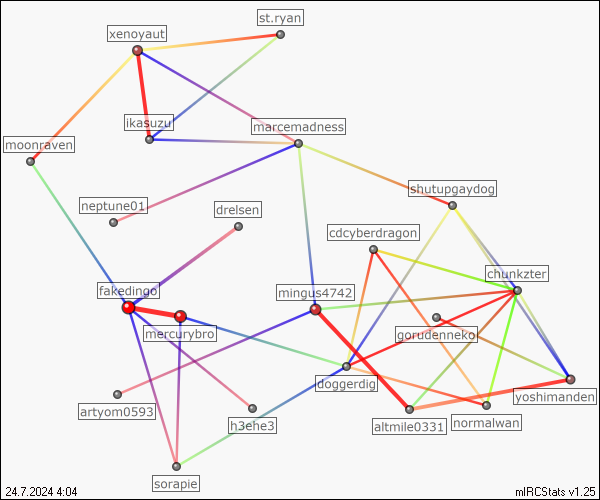 st.ryan
xenoyaut
ikasuzu
marcemadness
moonraven
shutupgaydog
neptune01
drelsen
cdcyberdragon
chunkzter
fakedingo
mingus4742
mercurybro
gorudenneko
doggerdig
yoshimanden
artyom0593
h3ehe3
altmile0331
normalwan
sorapie
24.7.2024 4:04
mIRCStats v1.25